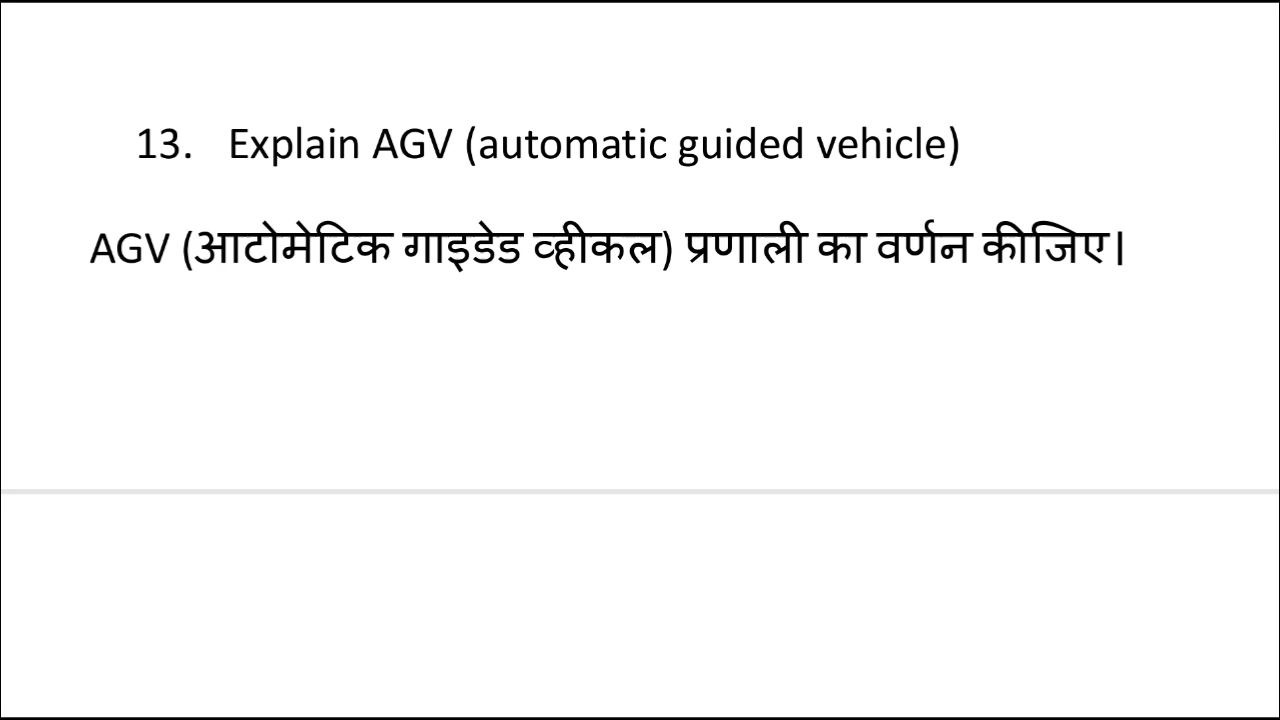 13. Explain AGV (automatic guided vehicle)
AGV (आटोमेटिक गाइडेड व्हीकल) प्रणाली का वर्णन कीजिए।